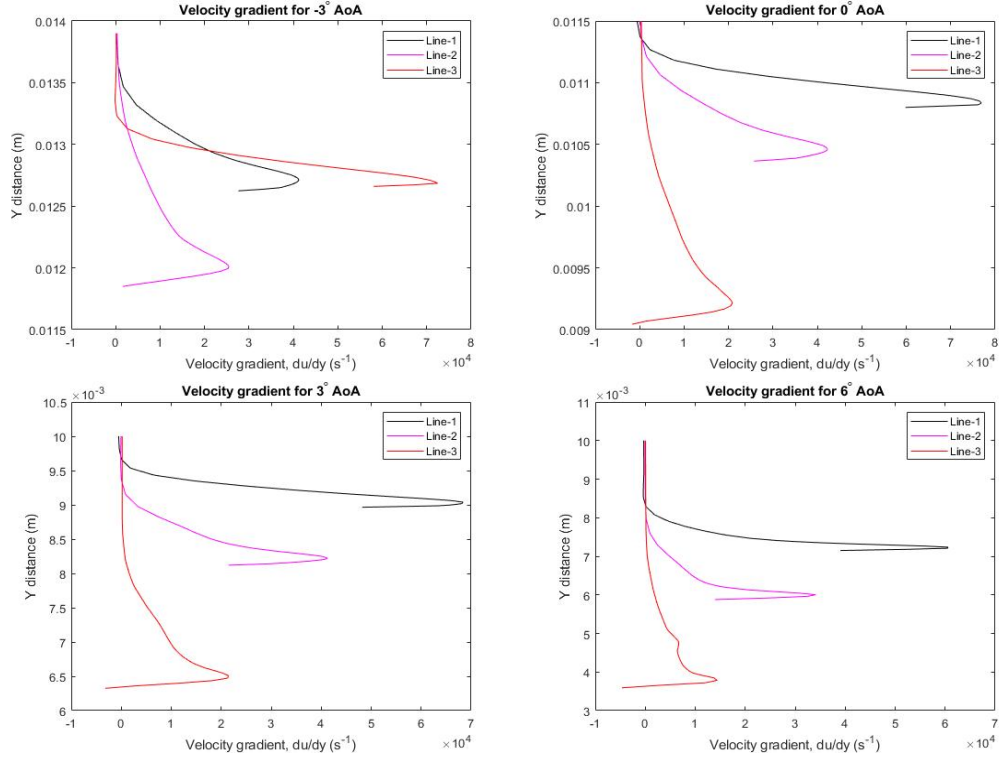 Velocity gradient for -3° AoA
0.014
0.0135
0.013
0.0125
0.012
0.0115
Y distance (m)
-1 0 1 2 3 4 5 6 7 8
Velocity gradient, du/dy (s-1)
×10^4
Line-1
Line-2
Line-3
Velocity gradient for 0° AoA
0.0115
0.011
0.0105
0.01
0.0095
0.009
Y distance (m)
-1 0 1 2 3 4 5 6 7 8
Velocity gradient, du/dy (s-1)
×10^4
Line-1
Line-2
Line-3
Velocity gradient for 3° AoA
×10^-3
10.5
10
9.5
9
8.5
8
7.5
7
6.5
6
Y distance (m)
-1 0 1 2 3 4 5 6 7
Velocity gradient, du/dy (s-1)
×10^4
Line-1
Line-2
Line-3
Velocity gradient for 6° AoA
×10^-3
11
10
9
8
7
6
5
4
3
Y distance (m)
-1 0 1 2 3 4 5 6 7
Velocity gradient, du/dy (s-1)
×10^4
Line-1
Line-2
Line-3